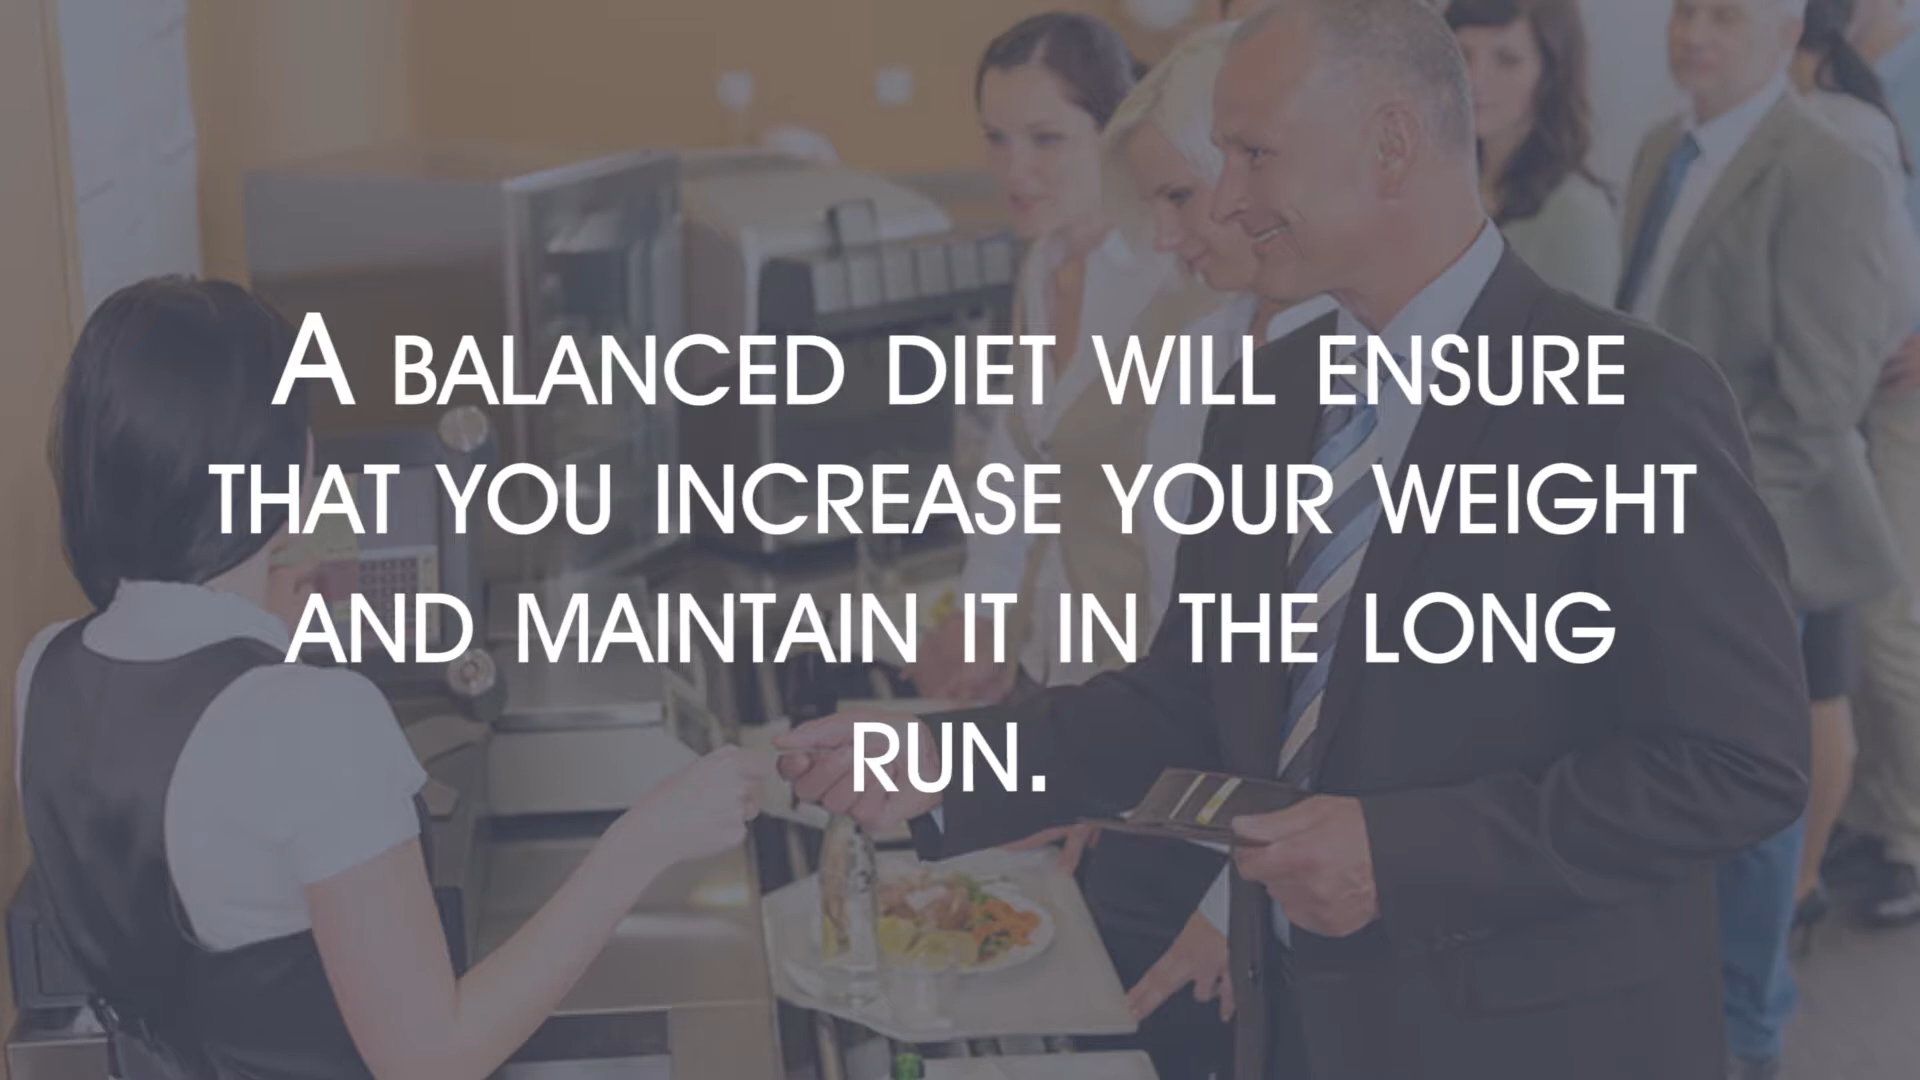 A BALANCED DIET WILL ENSURE
THAT YOU INCREASE YOUR WEIGHT
AND MAINTAIN IT IN THE LONG
RUN.